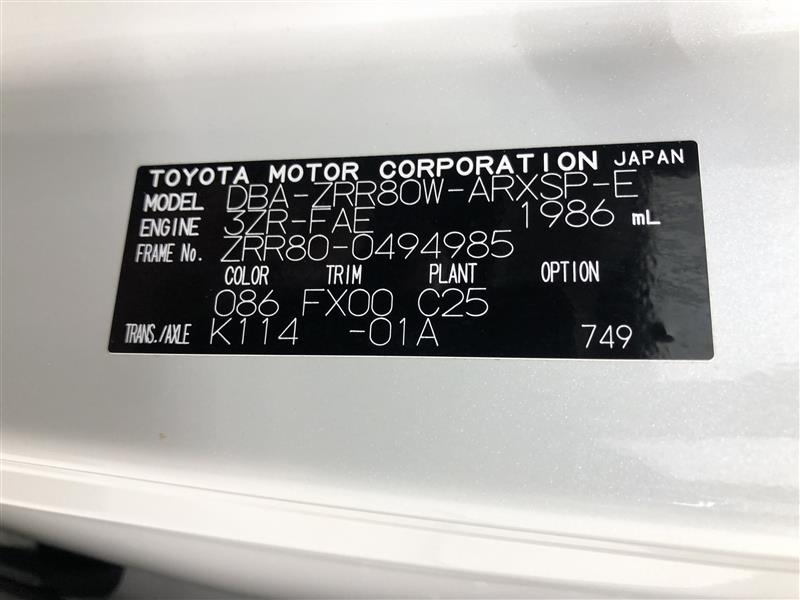 TOYOTA MOTOR CORPORATION JAPAN
MODEL DBA-ZRR80W-ARXSP-E
ENGINE 3ZR-FAE 1986 mL
FRAME No. ZRR80-0494985
COLOR TRIM PLANT OPTION
086 FX00 C25
TRANS./AXLE K114 -01A 749